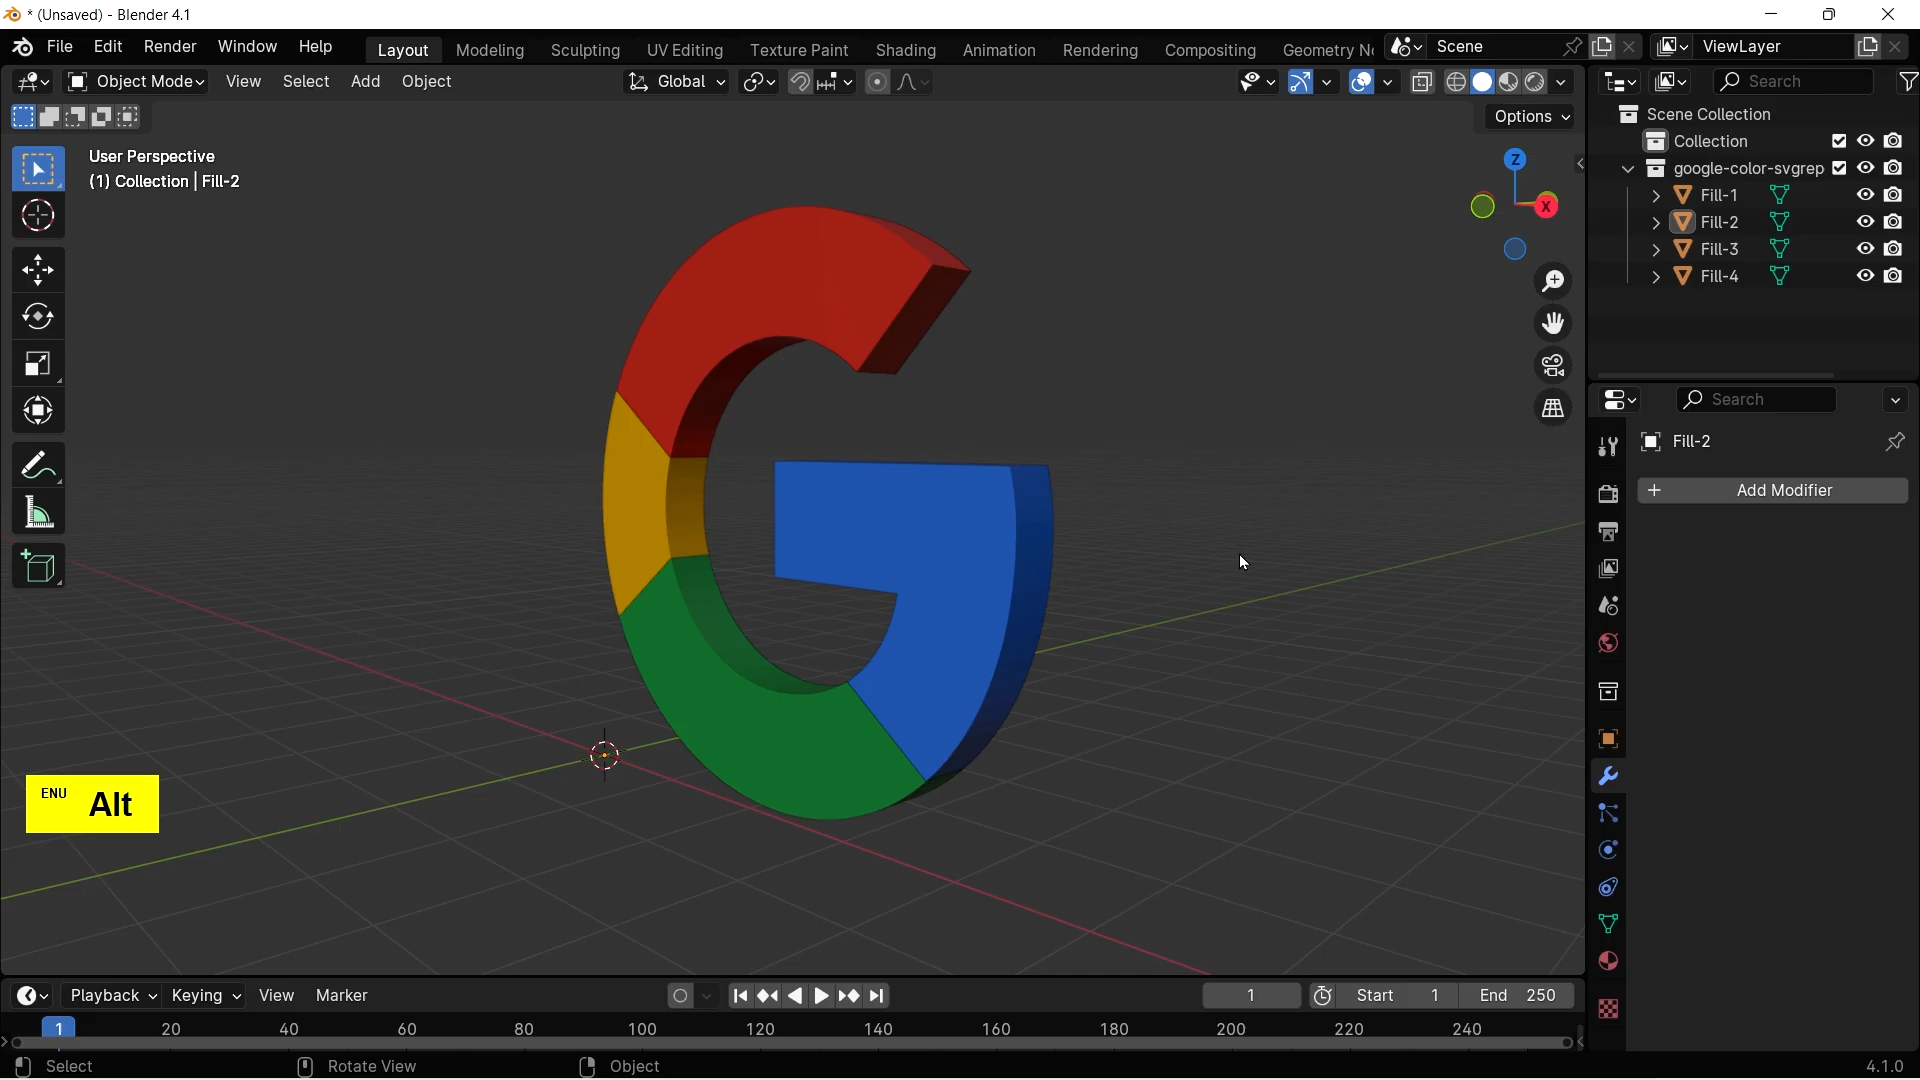 * (Unsaved) - Blender 4.1
File Edit Render Window Help
Layout Modeling Sculpting UV Editing Texture Paint Shading Animation Rendering Compositing Geometry No
Scene
ViewLayer
Object Mode View Select Add Object
Global
Search
Options
User Perspective
(1) Collection | Fill-2
Z
X
Scene Collection
Collection
google-color-svgrep
Fill-1
Fill-2
Fill-3
Fill-4
Search
Fill-2
+ Add Modifier
ENU Alt
Playback Keying View Marker
1
Start 1
End 250
1 20 40 60 80 100 120 140 160 180 200 220 240
Select Rotate View Object
4.1.0